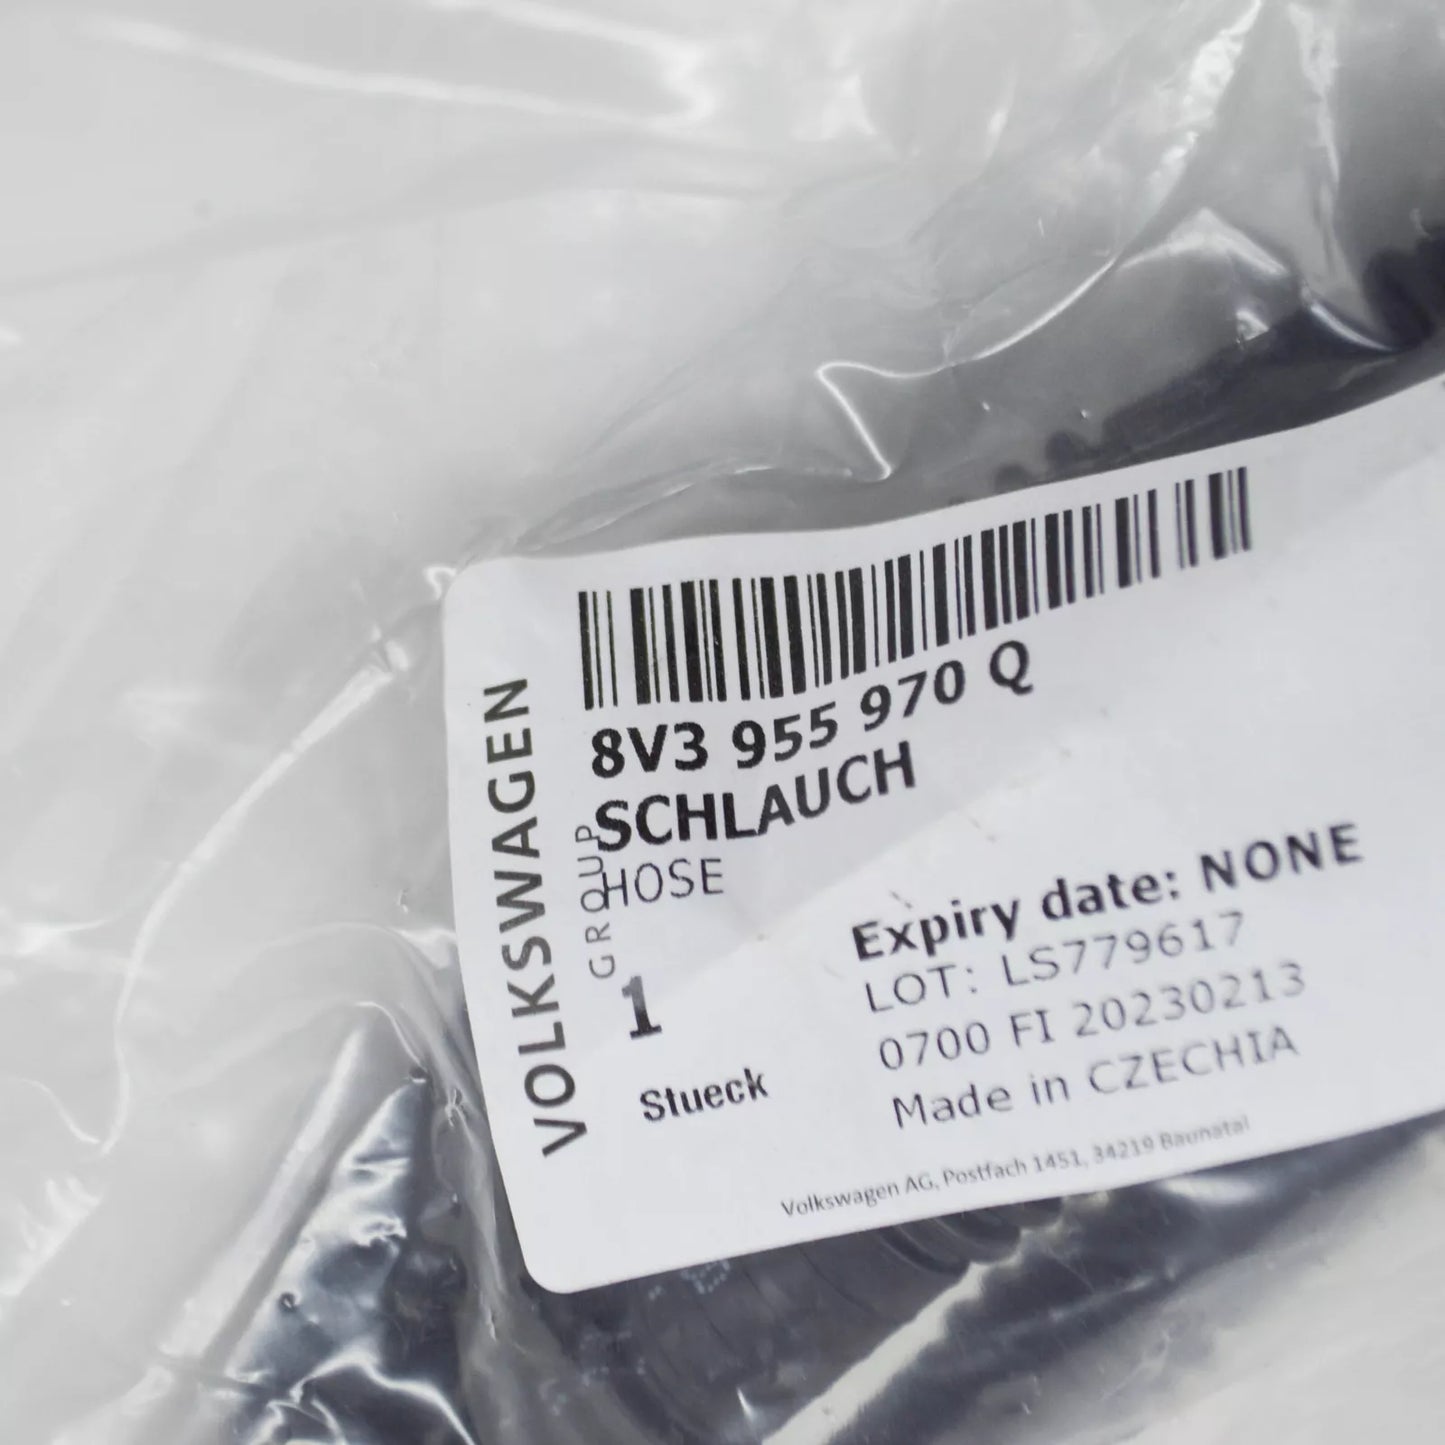 VOLKSWAGEN
GROUP
8V3 955 970 Q
SCHLAUCH
HOSE
1
Stueck
Expiry date: NONE
LOT: LS779617
0700 FI 20230213
Made in CZECHIA
Volkswagen AG, Postfach 1451, 34219 Baunatal